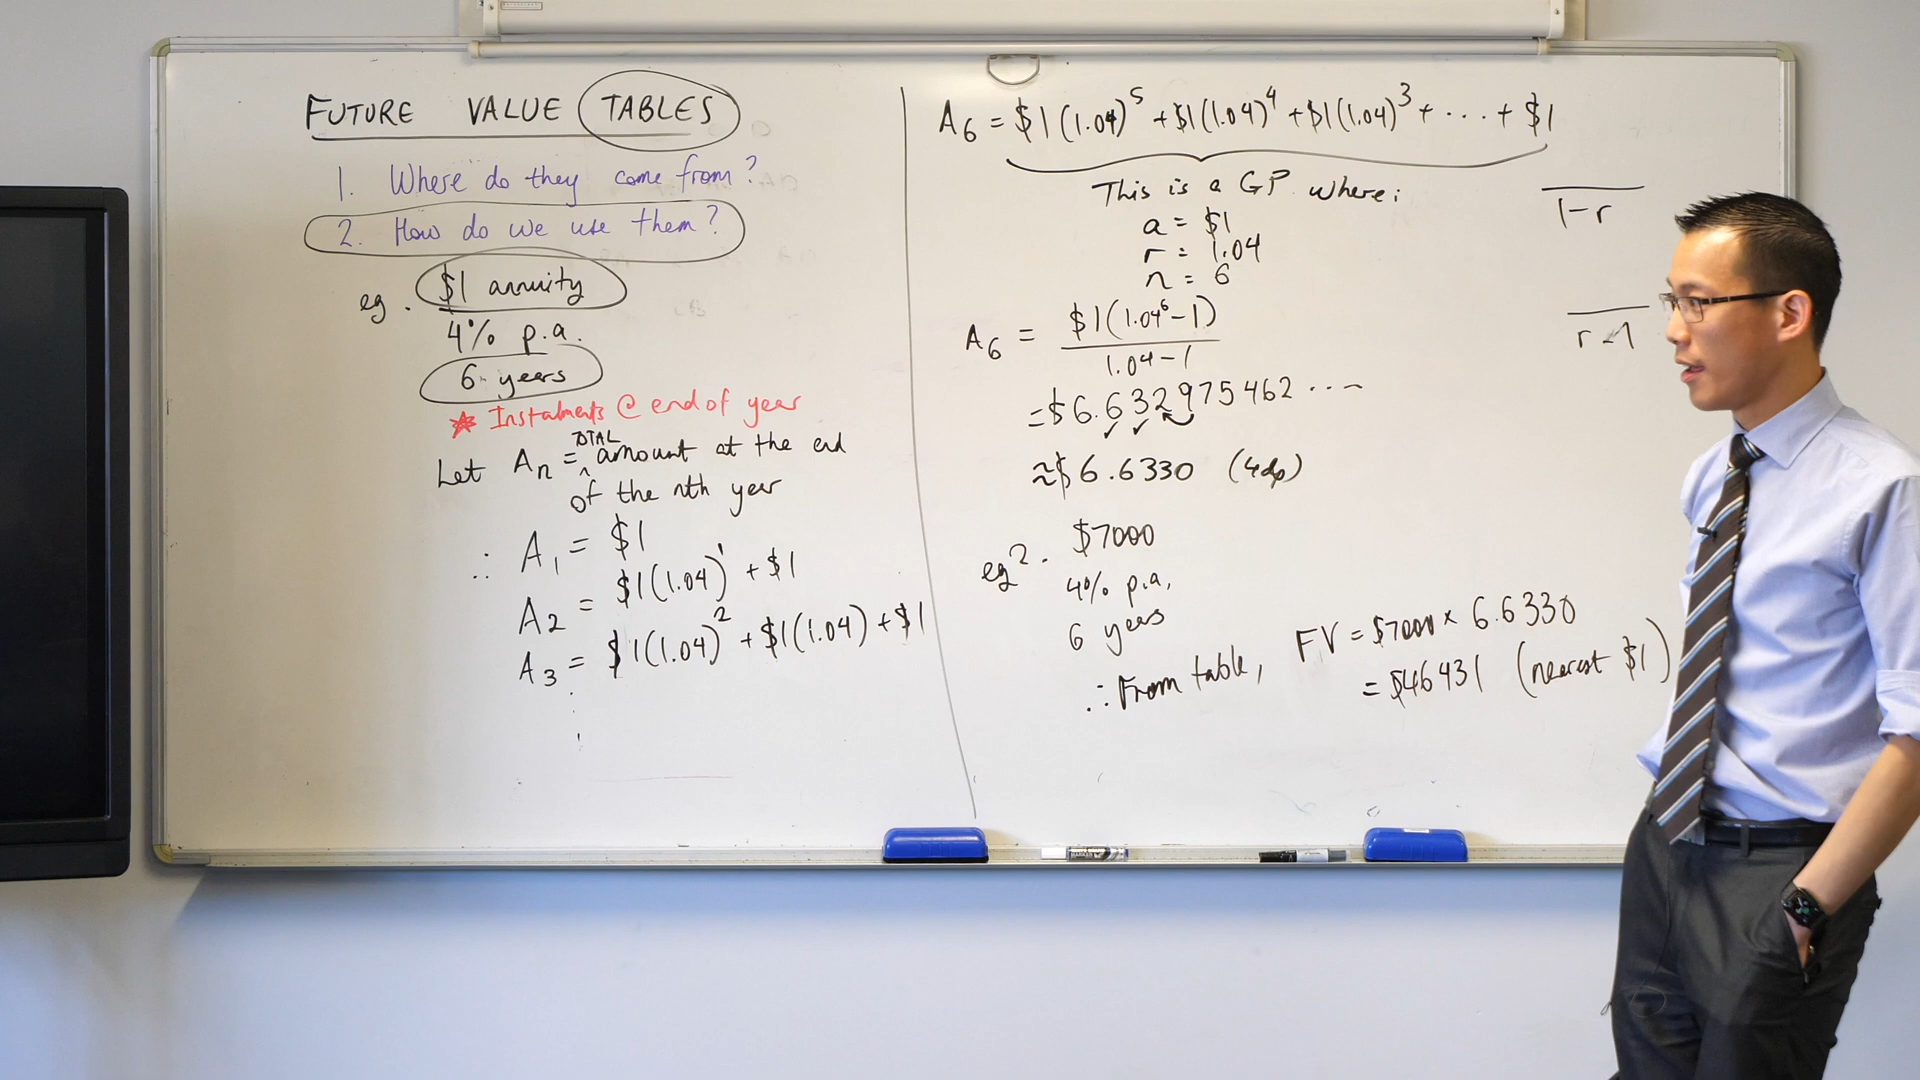 FUTURE VALUE TABLES
1. Where do they come from?
2. How do we use them?
eg. $1 annuity
4% p.a.
6 years
★ Instalments @ end of year
Let An = TOTAL amount at the end
of the nth year
∴ A1 = $1
A2 = $1(1.04)^1 + $1
A3 = $1(1.04)^2 + $1(1.04) + $1
⋮
A6 = $1(1.04)^5 + $1(1.04)^4 + $1(1.04)^3 + ... + $1
This is a GP where:
a = $1
r = 1.04
n = 6
A6 = $1(1.04^6 - 1)
1.04 - 1
= $6.632975462...
≈ $6.6330 (4dp)
eg2. $7000
4% p.a.
6 years
∴ From table, FV = $7000 × 6.6330
= $46431 (nearest $1)
1-r
r-1